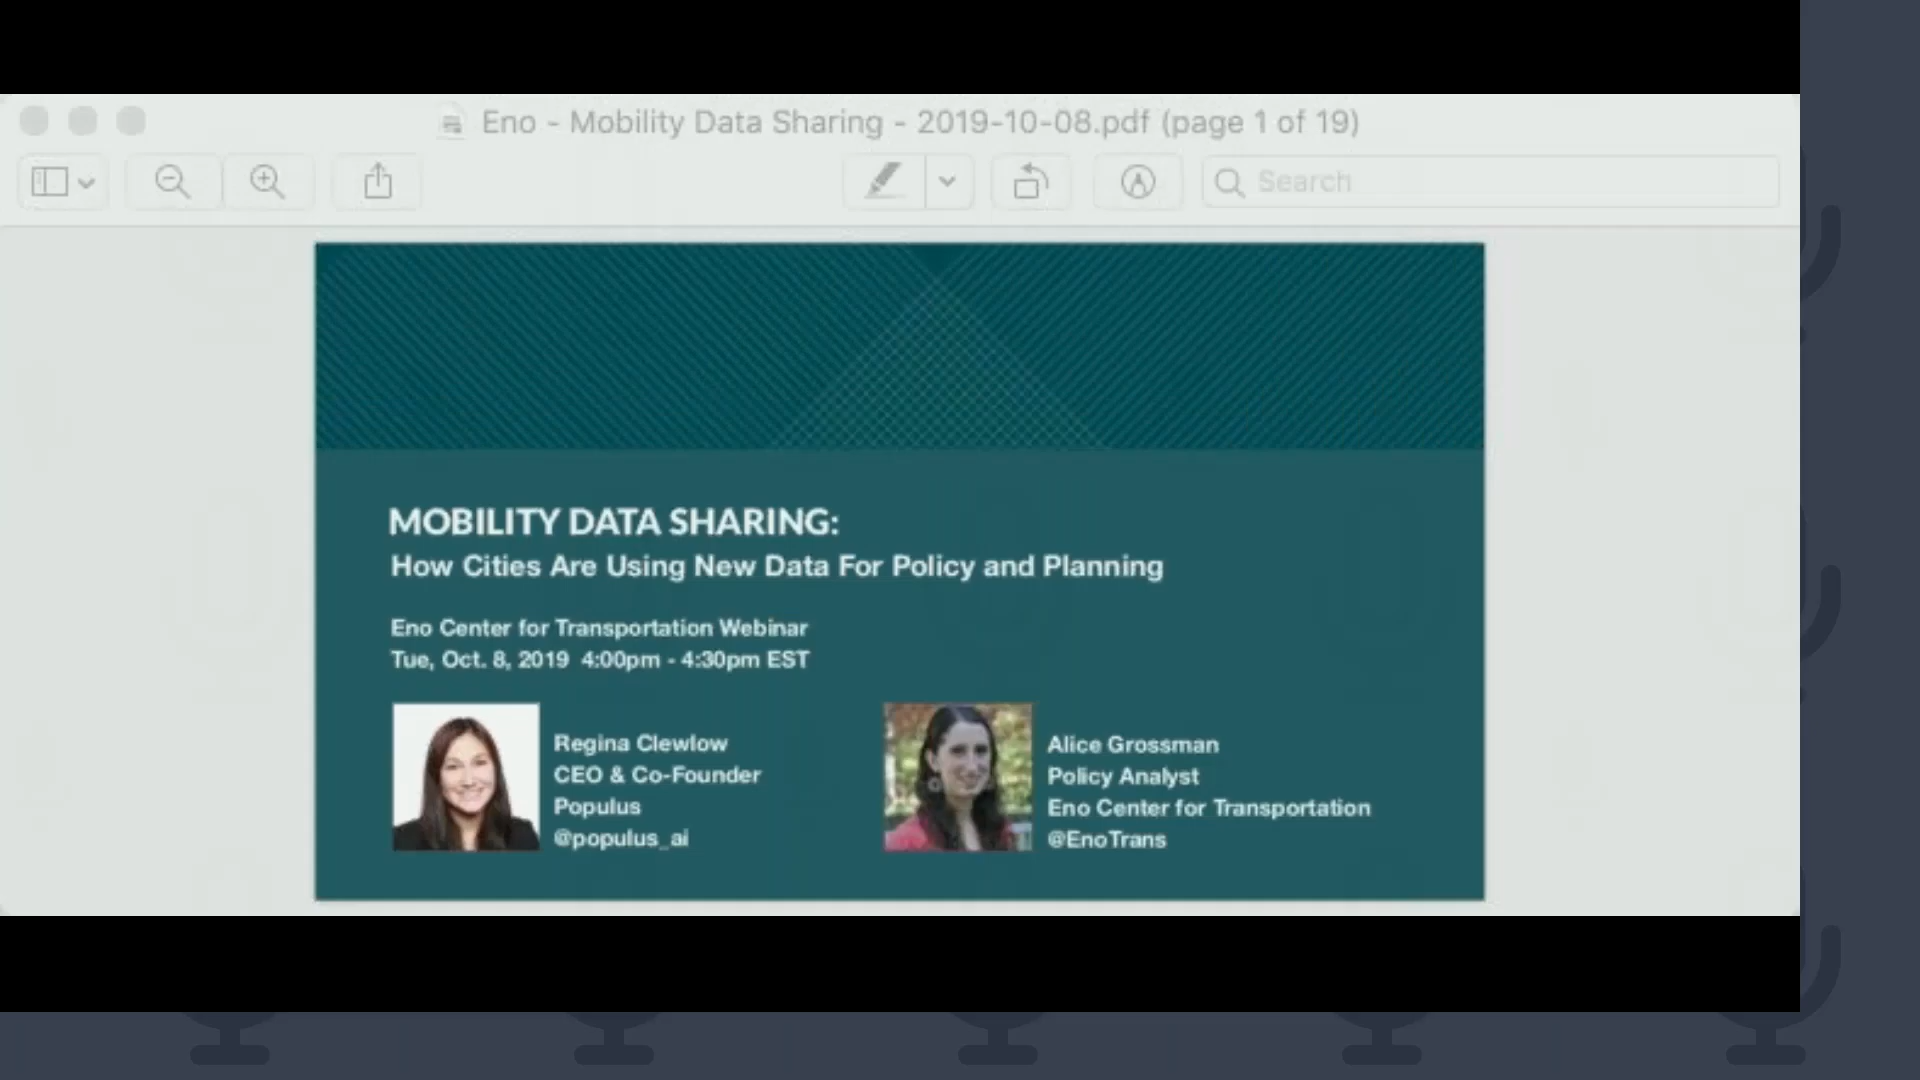 Eno - Mobility Data Sharing - 2019-10-08.pdf (page 1 of 19)
Search
MOBILITY DATA SHARING:
How Cities Are Using New Data For Policy and Planning
Eno Center for Transportation Webinar
Tue, Oct. 8, 2019 4:00pm - 4:30pm EST
Regina Clewlow
CEO & Co-Founder
Populus
@populus_ai
Alice Grossman
Policy Analyst
Eno Center for Transportation
@EnoTrans